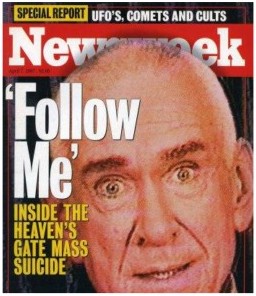 SPECIAL REPORT UFO'S, COMETS AND CULTS
Newsweek
'Follow
Me'
INSIDE THE
HEAVEN'S
GATE MASS
SUICIDE